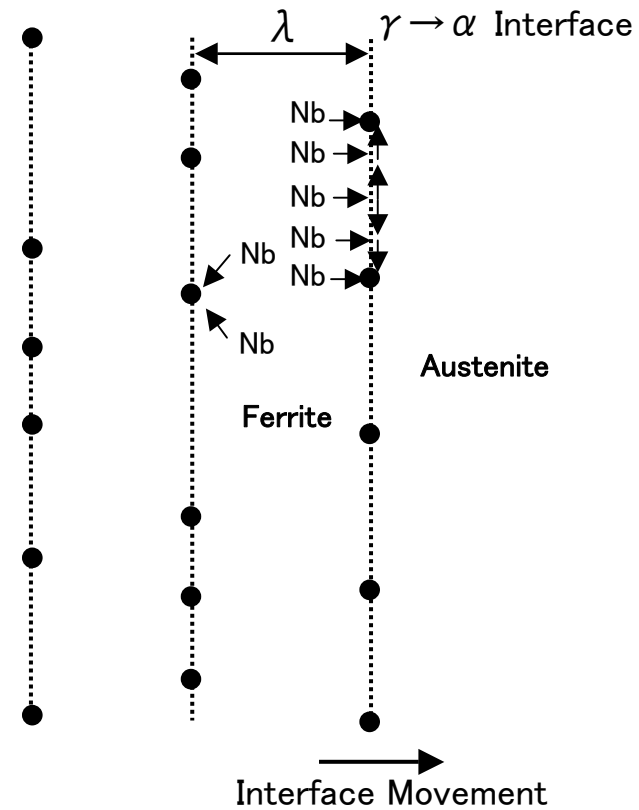 λ
γ → α Interface
Nb
Nb
Nb
Nb
Nb
Nb
Nb
Austenite
Ferrite
Interface Movement